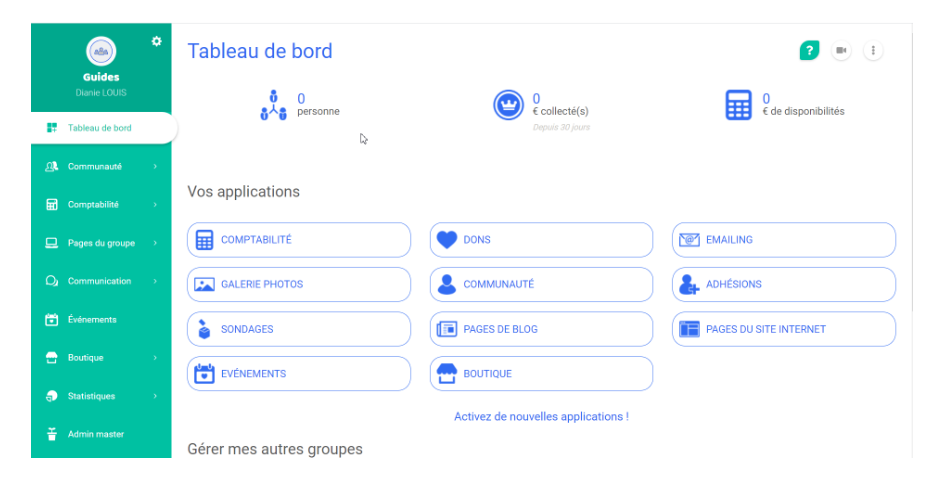 Guides
Dianie LOUIS
Tableau de bord
Communauté
Comptabilité
Pages du groupe
Communication
Événements
Boutique
Statistiques
Admin master
Tableau de bord
?
0
personne
0
€ collecté(s)
Depuis 30 jours
0
€ de disponibilités
Vos applications
COMPTABILITÉ
DONS
EMAILING
GALERIE PHOTOS
COMMUNAUTÉ
ADHÉSIONS
SONDAGES
PAGES DE BLOG
PAGES DU SITE INTERNET
EVÉNEMENTS
BOUTIQUE
Activez de nouvelles applications !
Gérer mes autres groupes